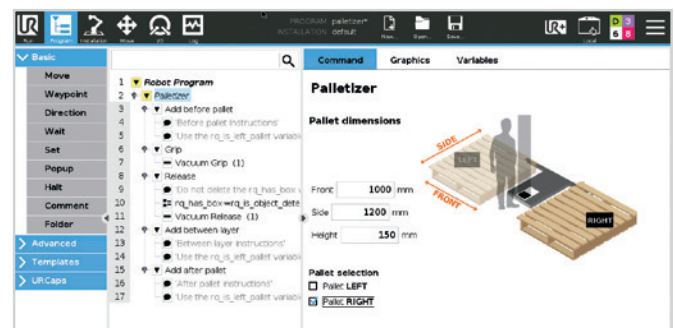 PROGRAM palletizer*
INSTALLATION default
Run
Program
Installation
Move
I/O
Log
New...
Open...
Save...
Local
Basic
Move
Waypoint
Direction
Wait
Set
Popup
Halt
Comment
Folder
Advanced
Templates
URCaps
1 Robot Program
2 Palletizer
3 Add before pallet
4 'Before pallet instructions'
5 'Use the rq_is_left_pallet variabl
6 Grip
7 Vacuum Grip (1)
8 Release
9 'Do not delete the rq_has_box v
10 rq_has_box=rq_is_object_dete
11 Vacuum Release (1)
12 Add between layer
13 'Between layer instructions'
14 'Use the rq_is_left_pallet variabl
15 Add after pallet
16 'After pallet instructions'
17 'Use the rq_is_left_pallet variabl
Command Graphics Variables
Palletizer
Pallet dimensions
SIDE
LEFT
FRONT
RIGHT
Front 1000 mm
Side 1200 mm
Height 150 mm
Pallet selection
Pallet LEFT
Pallet RIGHT